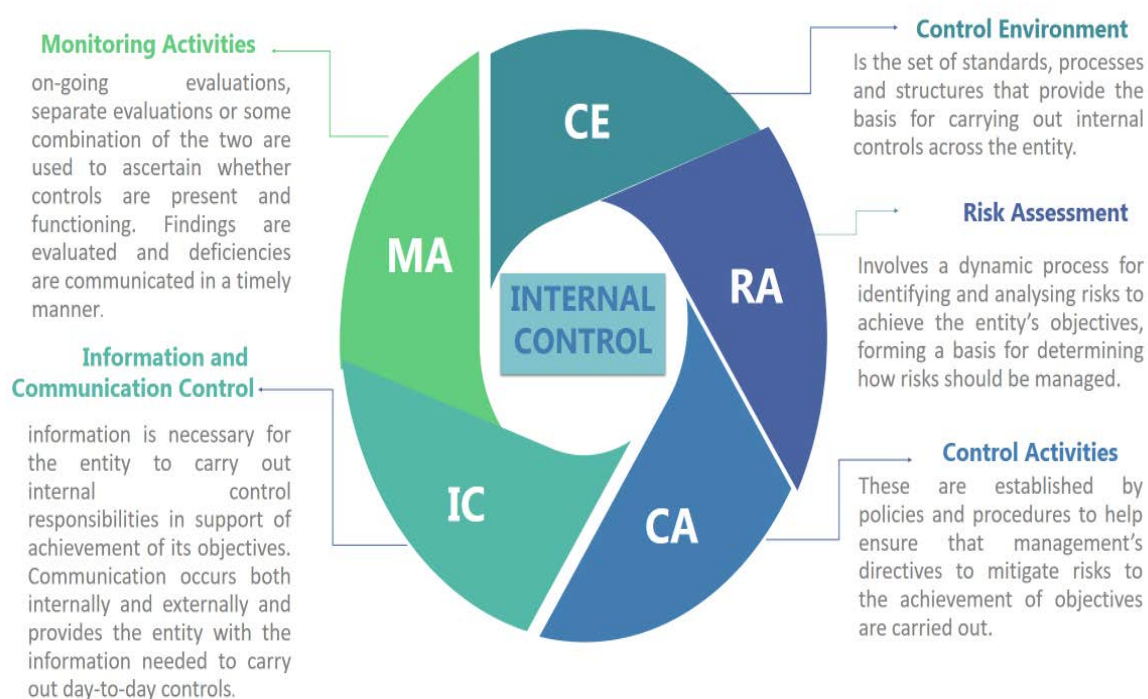 Monitoring Activities
on-going evaluations,
separate evaluations or some
combination of the two are
used to ascertain whether
controls are present and
functioning. Findings are
evaluated and deficiencies
are communicated in a timely
manner.
Information and
Communication Control
information is necessary for
the entity to carry out
internal control
responsibilities in support of
achievement of its objectives.
Communication occurs both
internally and externally and
provides the entity with the
information needed to carry
out day-to-day controls.
CE
RA
CA
IC
MA
INTERNAL
CONTROL
Control Environment
Is the set of standards, processes
and structures that provide the
basis for carrying out internal
controls across the entity.
Risk Assessment
Involves a dynamic process for
identifying and analysing risks to
achieve the entity's objectives,
forming a basis for determining
how risks should be managed.
Control Activities
These are established by
policies and procedures to help
ensure that management's
directives to mitigate risks to
the achievement of objectives
are carried out.